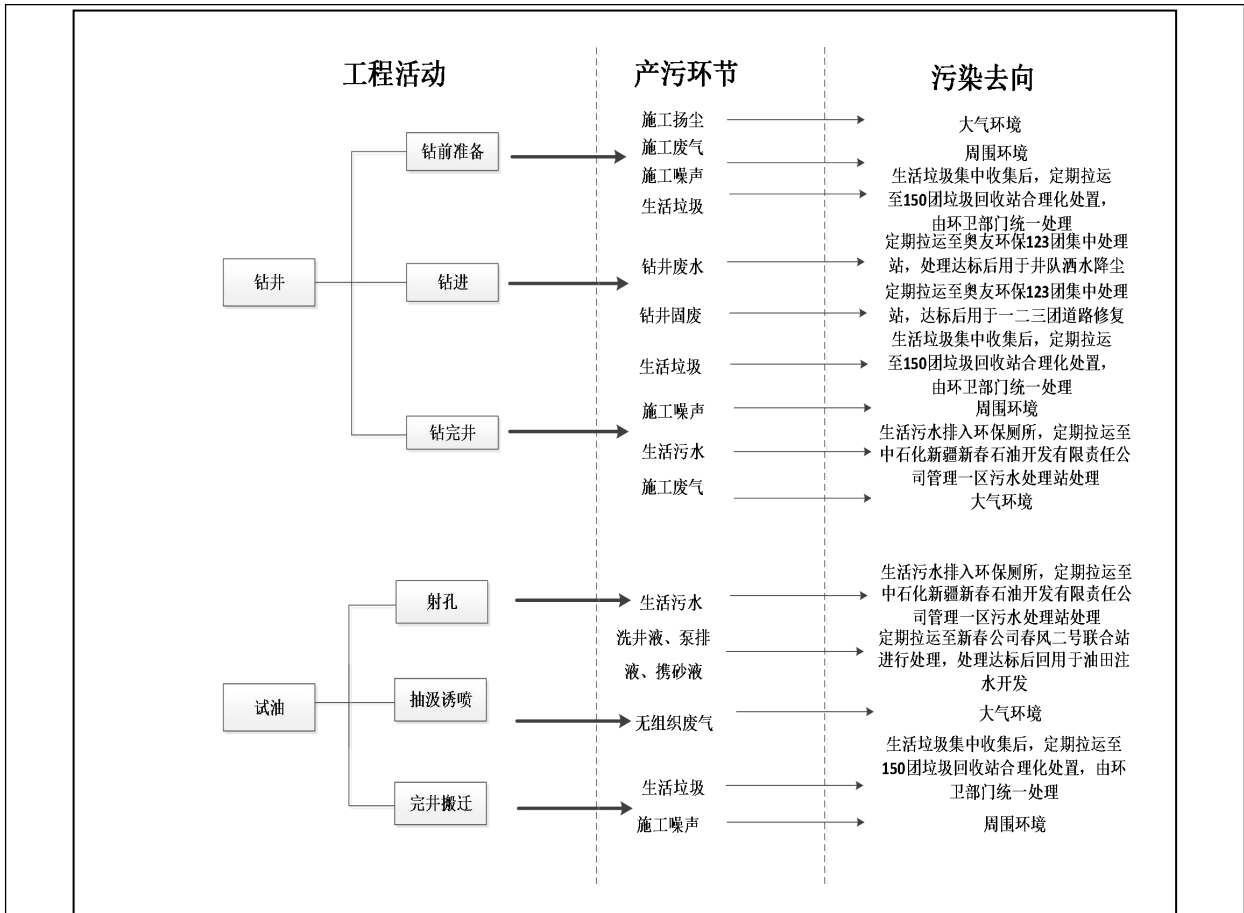 工程活动
产污环节
污染去向
钻井
钻前准备
钻进
钻完井
施工扬尘
施工废气
施工噪声
生活垃圾
钻井废水
钻井固废
生活垃圾
施工噪声
生活污水
施工废气
大气环境
周围环境
生活垃圾集中收集后，定期拉运
至150团垃圾回收站合理化处置，
由环卫部门统一处理
定期拉运至奥友环保123团集中处理
站，处理达标后用于井队洒水降尘
定期拉运至奥友环保123团集中处理
站，达标后用于一二三团道路修复
生活垃圾集中收集后，定期拉运
至150团垃圾回收站合理化处置，
由环卫部门统一处理
周围环境
生活污水排入环保厕所，定期拉运至
中石化新疆新春石油开发有限责任公
司管理一区污水处理站处理
大气环境
试油
射孔
抽汲诱喷
完井搬迁
生活污水
洗井液、泵排
液、携砂液
无组织废气
生活垃圾
施工噪声
生活污水排入环保厕所，定期拉运至
中石化新疆新春石油开发有限责任公
司管理一区污水处理站处理
定期拉运至新春公司春风二号联合站
进行处理，处理达标后回用于油田注
水开发
大气环境
生活垃圾集中收集后，定期拉运至
150团垃圾回收站合理化处置，由环
卫部门统一处理
周围环境